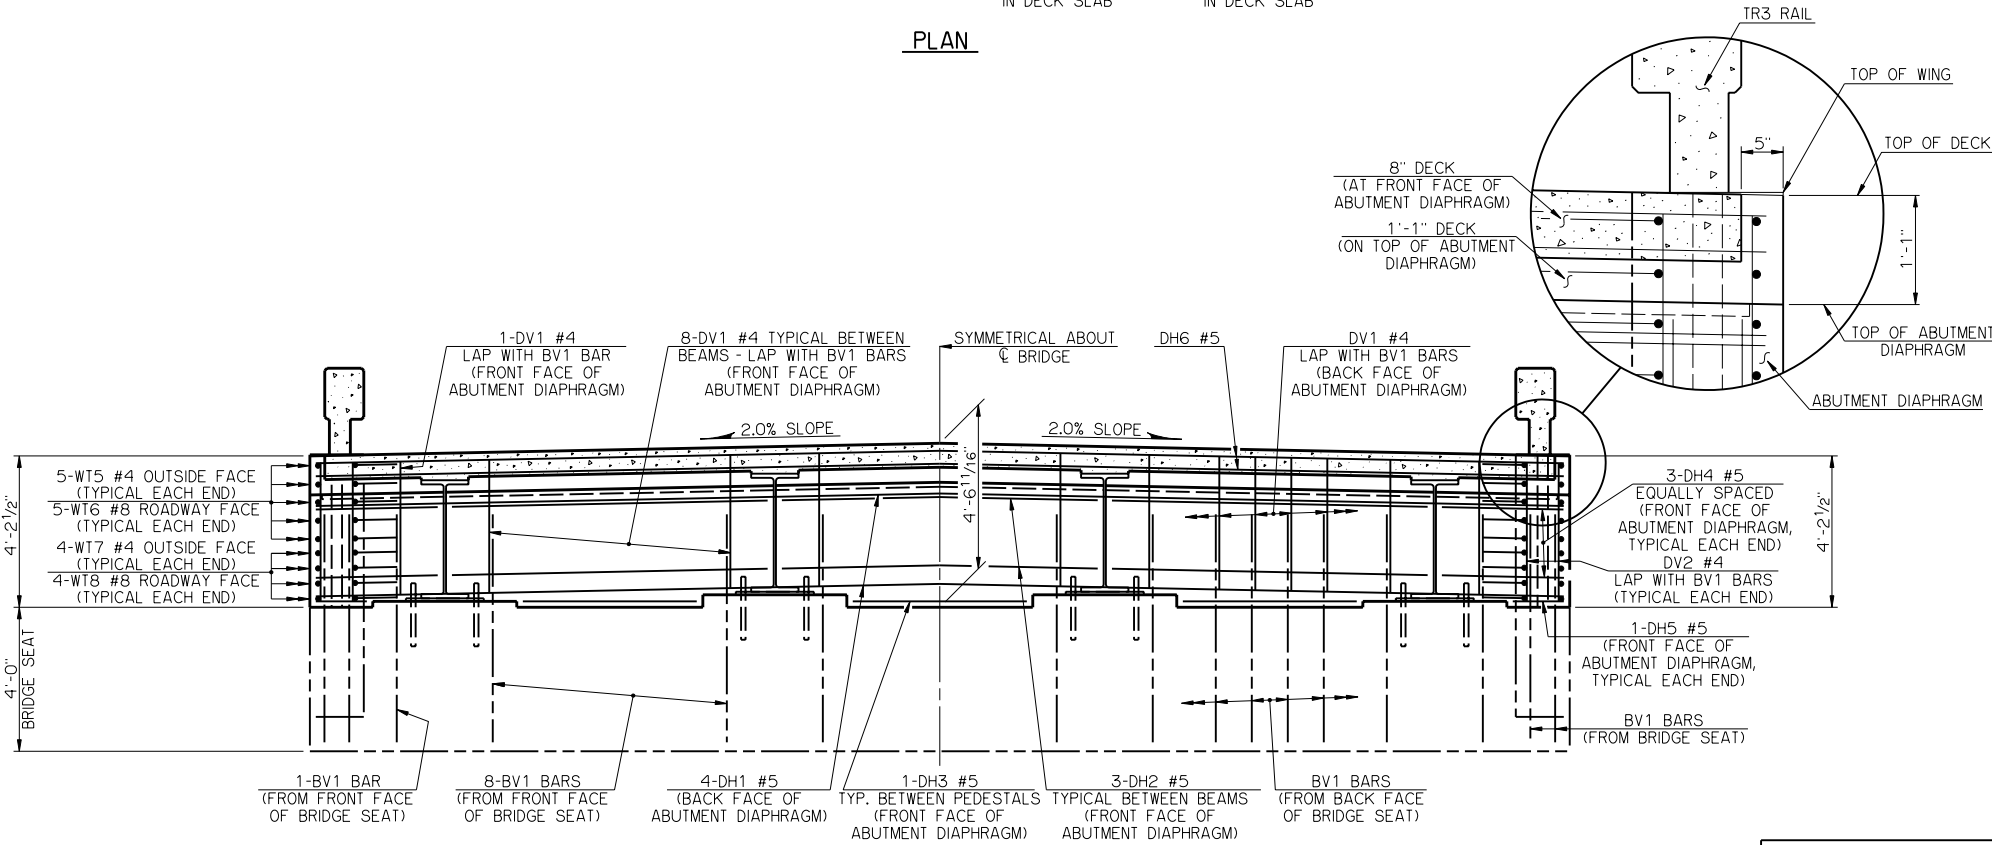 IN DECK SLAB
IN DECK SLAB
PLAN
TR3 RAIL
TOP OF WING
5"
TOP OF DECK
8" DECK
(AT FRONT FACE OF
ABUTMENT DIAPHRAGM)
1'-1" DECK
(ON TOP OF ABUTMENT
DIAPHRAGM)
1'-1"
TOP OF ABUTMENT
DIAPHRAGM
ABUTMENT DIAPHRAGM
1-DV1 #4
LAP WITH BV1 BAR
(FRONT FACE OF
ABUTMENT DIAPHRAGM)
8-DV1 #4 TYPICAL BETWEEN
BEAMS - LAP WITH BV1 BARS
(FRONT FACE OF
ABUTMENT DIAPHRAGM)
SYMMETRICAL ABOUT
℄ BRIDGE
DH6 #5
DV1 #4
LAP WITH BV1 BARS
(BACK FACE OF
ABUTMENT DIAPHRAGM)
2.0% SLOPE
2.0% SLOPE
4'-6 11/16"
4'-2 1/2"
5-WT5 #4 OUTSIDE FACE
(TYPICAL EACH END)
5-WT6 #8 ROADWAY FACE
(TYPICAL EACH END)
4-WT7 #4 OUTSIDE FACE
(TYPICAL EACH END)
4-WT8 #8 ROADWAY FACE
(TYPICAL EACH END)
3-DH4 #5
EQUALLY SPACED
(FRONT FACE OF
ABUTMENT DIAPHRAGM,
TYPICAL EACH END)
DV2 #4
LAP WITH BV1 BARS
(TYPICAL EACH END)
4'-2 1/2"
1-DH5 #5
(FRONT FACE OF
ABUTMENT DIAPHRAGM,
TYPICAL EACH END)
BV1 BARS
(FROM BRIDGE SEAT)
4'-0"
BRIDGE SEAT
1-BV1 BAR
(FROM FRONT FACE
OF BRIDGE SEAT)
8-BV1 BARS
(FROM FRONT FACE
OF BRIDGE SEAT)
4-DH1 #5
(BACK FACE OF
ABUTMENT DIAPHRAGM)
1-DH3 #5
TYP. BETWEEN PEDESTALS
(FRONT FACE OF
ABUTMENT DIAPHRAGM)
3-DH2 #5
TYPICAL BETWEEN BEAMS
(FRONT FACE OF
ABUTMENT DIAPHRAGM)
BV1 BARS
(FROM BACK FACE
OF BRIDGE SEAT)